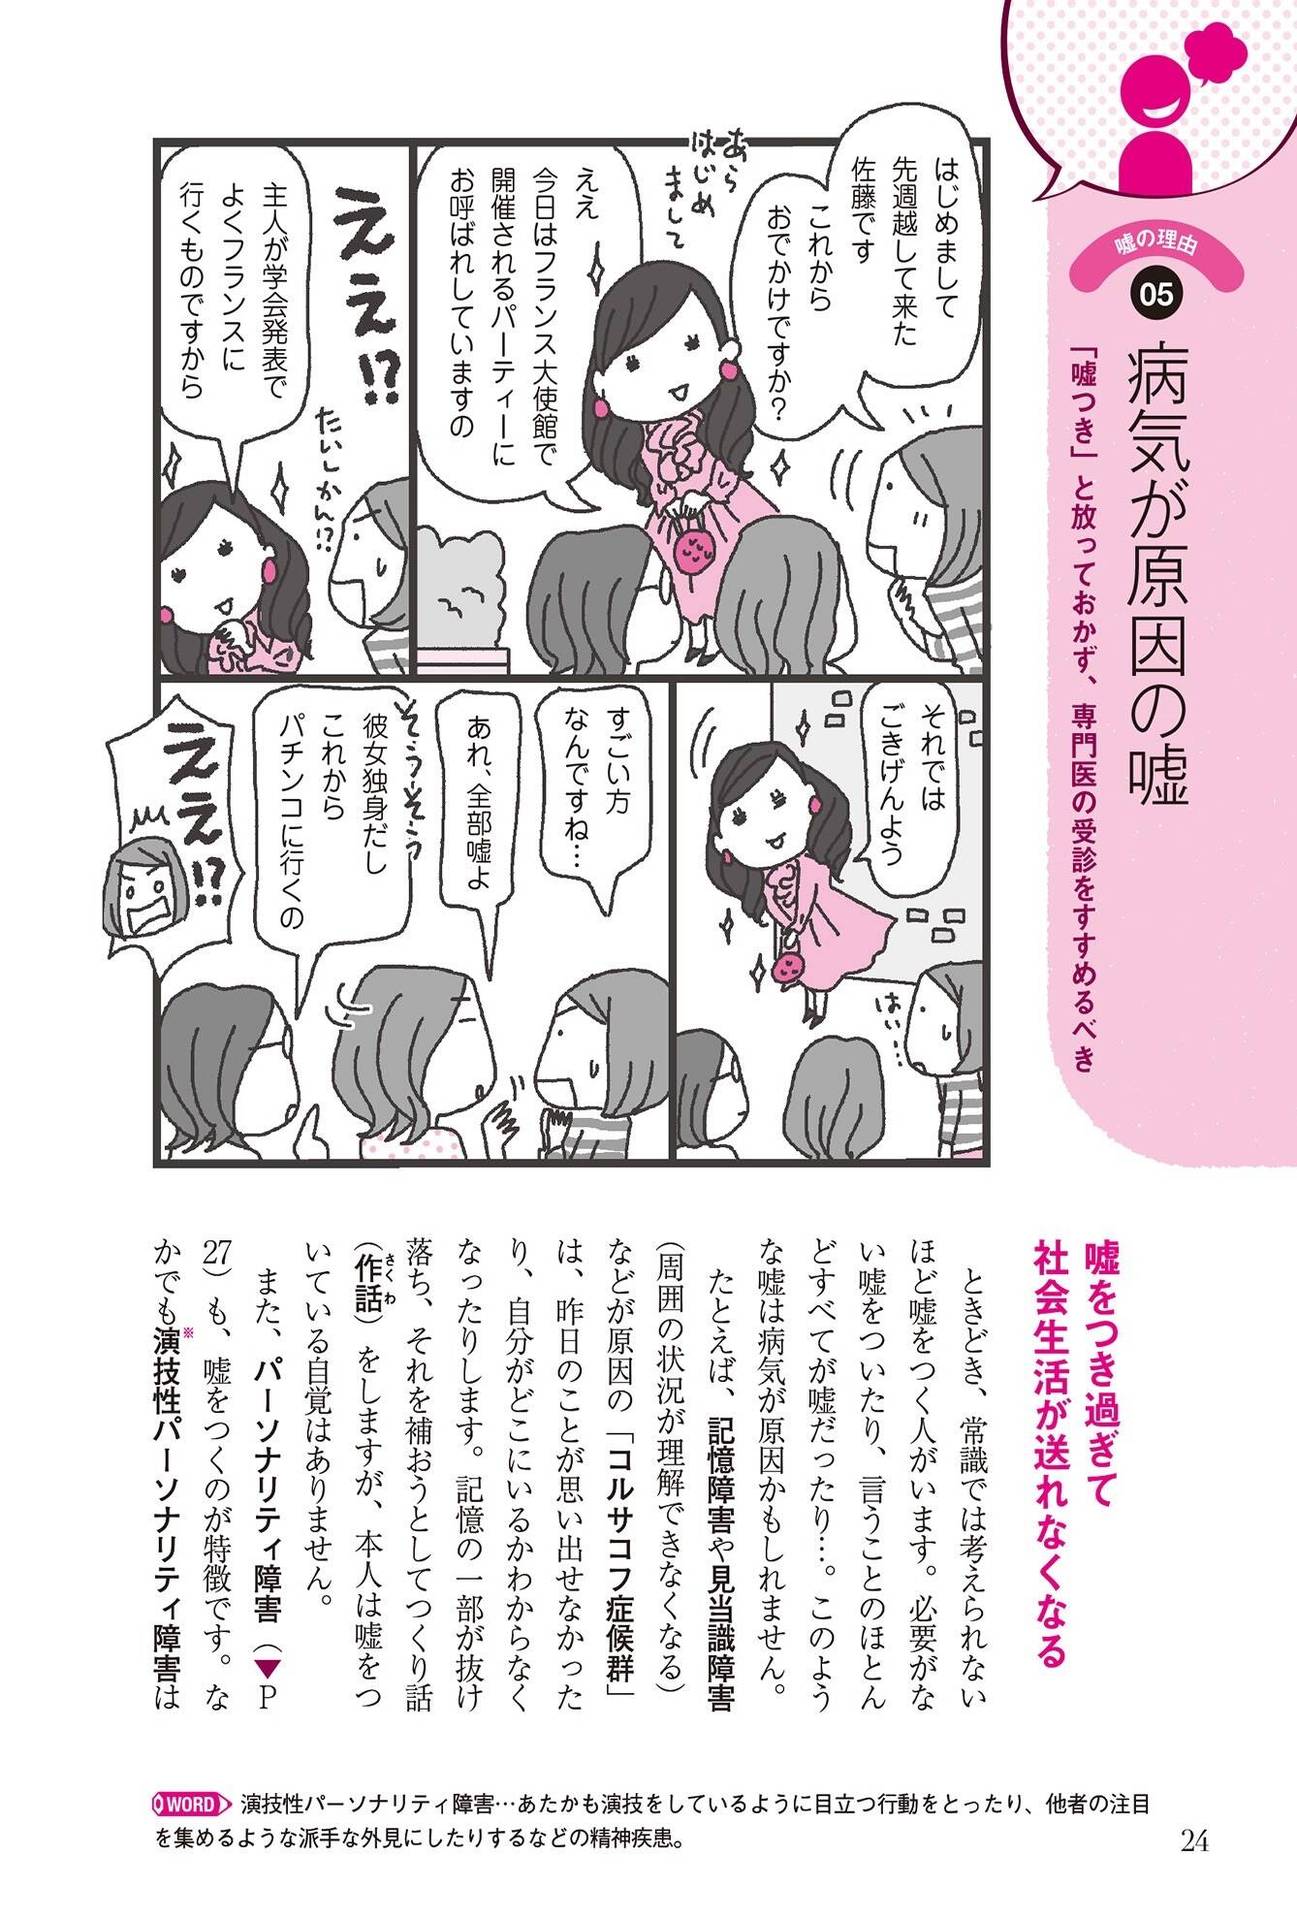 嘘の理由
05
病気が原因の嘘
「嘘つき」と放っておかず、専門医の受診をすすめるべき
はじめまして
先週越して来た
佐藤です
これから
おでかけですか？
あら
はじめ
まして
ええ
今日はフランス大使館で
開催されるパーティーに
お呼ばれしていますの
ええ!?
たいしかん!?
主人が学会発表で
よくフランスに
行くものですから
それでは
ごきげんよう
はい…
すごい方
なんですね…
あれ、全部嘘よ
そうそう
彼女独身だし
これから
パチンコに行くの
ええ!?
嘘をつき過ぎて
社会生活が送れなくなる
ときどき、常識では考えられない
ほど嘘をつく人がいます。必要がな
い嘘をついたり、言うことのほとん
どすべてが嘘だったり…。このよう
な嘘は病気が原因かもしれません。
たとえば、記憶障害や見当識障害
（周囲の状況が理解できなくなる）
などが原因の「コルサコフ症候群」
は、昨日のことが思い出せなかった
り、自分がどこにいるかわからなく
なったりします。記憶の一部が抜け
落ち、それを補おうとしてつくり話
（作話さくわ）をしますが、本人は嘘をつ
いている自覚はありません。
また、パーソナリティ障害（▼P
27）も、嘘をつくのが特徴です。な
かでも演技性パーソナリティ障害※は
WORD 演技性パーソナリティ障害…あたかも演技をしているように目立つ行動をとったり、他者の注目
を集めるような派手な外見にしたりするなどの精神疾患。
24